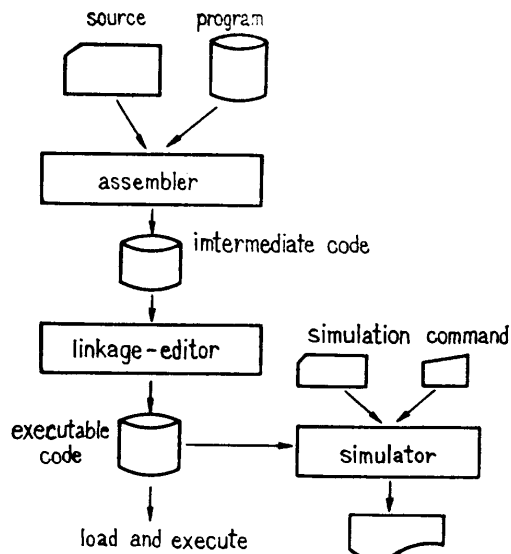 source program
assembler
imtermediate code
linkage-editor
simulation command
executable
code
simulator
load and execute